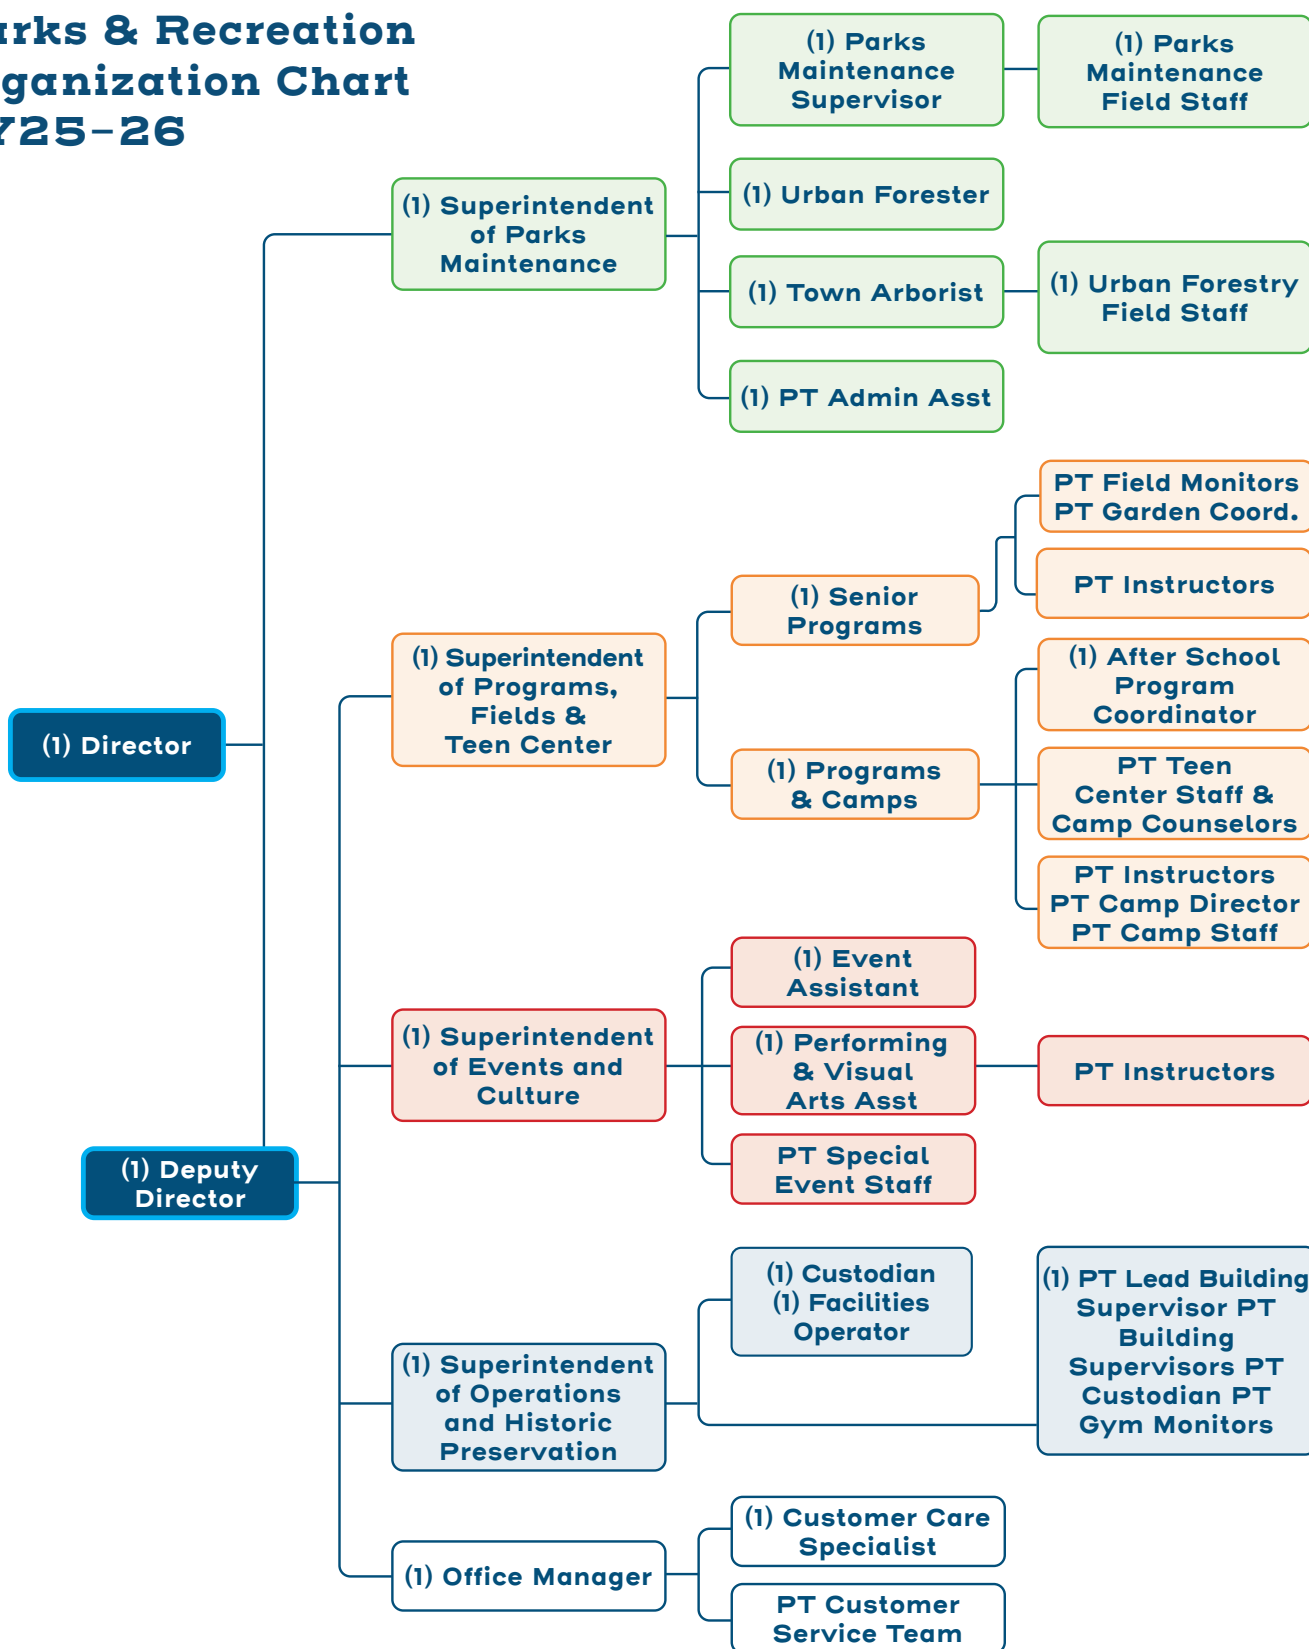 arks & Recreation
ganization Chart
Y25-26
(1) Director
(1) Deputy
Director
(1) Superintendent
of Parks
Maintenance
(1) Parks
Maintenance
Supervisor
(1) Parks
Maintenance
Field Staff
(1) Urban Forester
(1) Town Arborist
(1) Urban Forestry
Field Staff
(1) PT Admin Asst
(1) Superintendent
of Programs,
Fields &
Teen Center
(1) Senior
Programs
PT Field Monitors
PT Garden Coord.
PT Instructors
(1) Programs
& Camps
(1) After School
Program
Coordinator
PT Teen
Center Staff &
Camp Counselors
PT Instructors
PT Camp Director
PT Camp Staff
(1) Superintendent
of Events and
Culture
(1) Event
Assistant
(1) Performing
& Visual
Arts Asst
PT Instructors
PT Special
Event Staff
(1) Superintendent
of Operations
and Historic
Preservation
(1) Custodian
(1) Facilities
Operator
(1) PT Lead Building
Supervisor PT
Building
Supervisors PT
Custodian PT
Gym Monitors
(1) Office Manager
(1) Customer Care
Specialist
PT Customer
Service Team